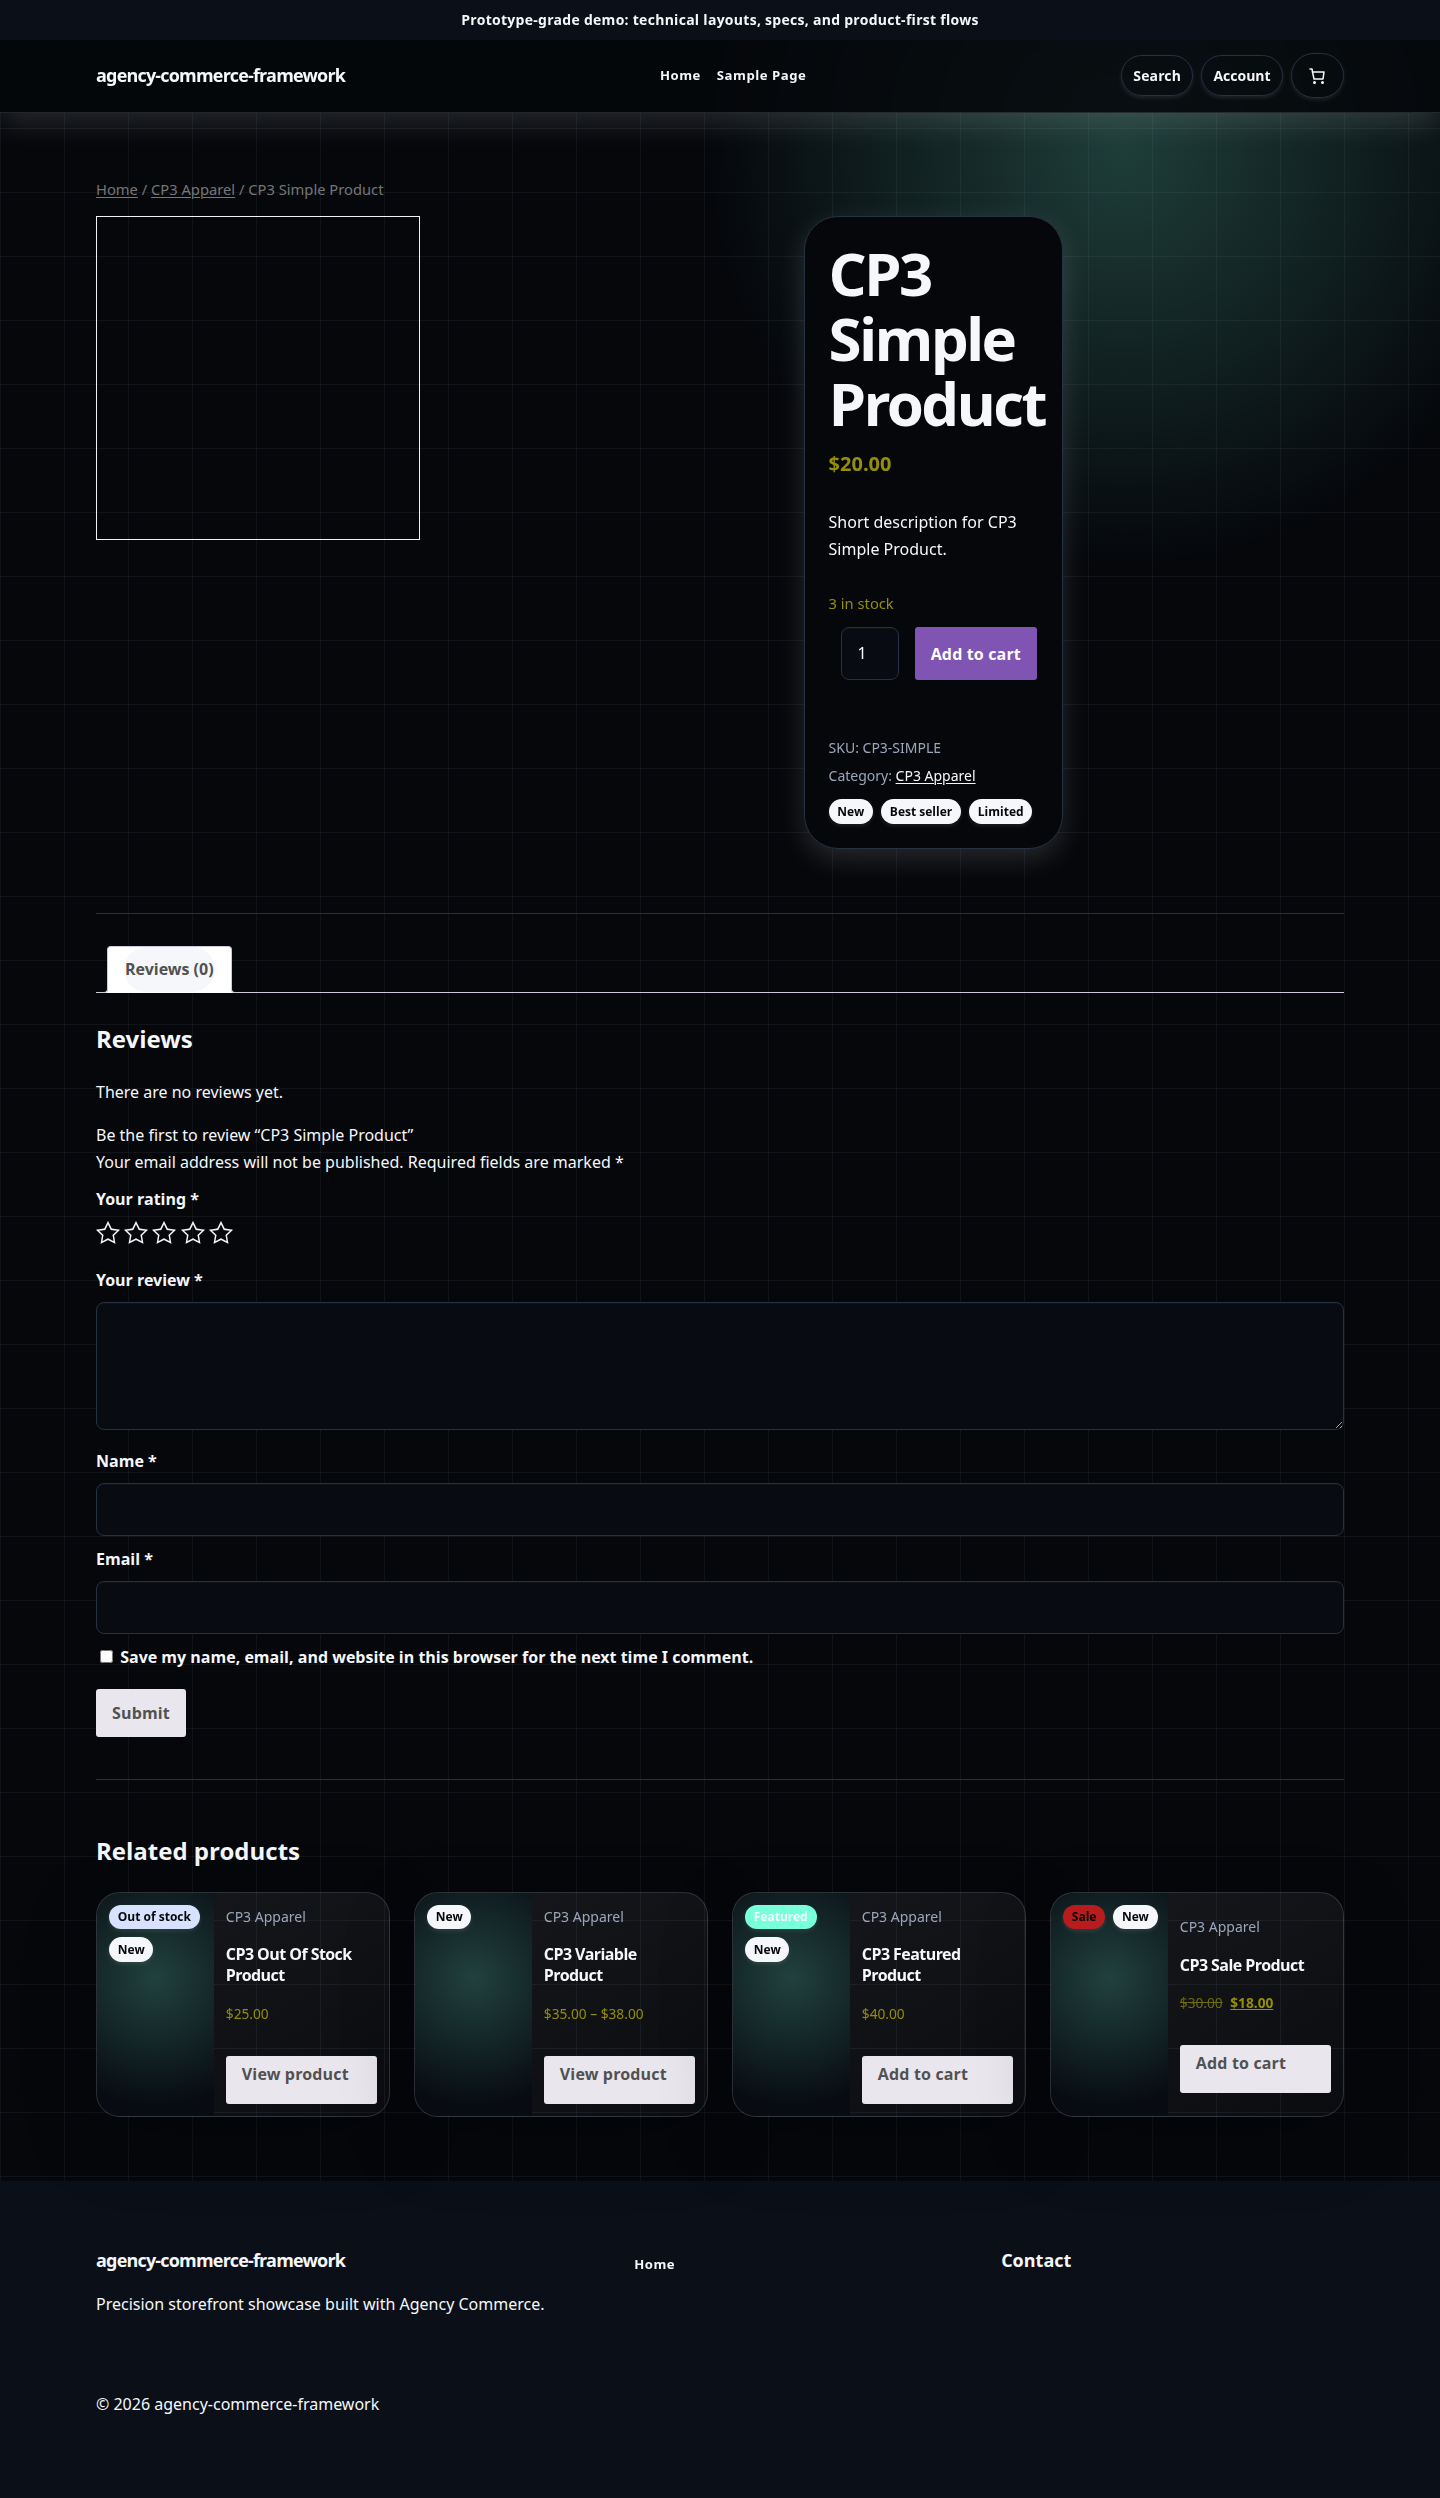 Prototype-grade demo: technical layouts, specs, and product-first flows
agency-commerce-framework
Home
Sample Page
Search
Account
Home / CP3 Apparel / CP3 Simple Product
CP3
Simple
Product
$20.00
Short description for CP3
Simple Product.
3 in stock
1
Add to cart
SKU: CP3-SIMPLE
Category: CP3 Apparel
New
Best seller
Limited
Reviews (0)
Reviews
There are no reviews yet.
Be the first to review “CP3 Simple Product”
Your email address will not be published. Required fields are marked *
Your rating *
Your review *
Name *
Email *
Save my name, email, and website in this browser for the next time I comment.
Submit
Related products
Out of stock
New
CP3 Apparel
CP3 Out Of Stock
Product
$25.00
View product
New
CP3 Apparel
CP3 Variable
Product
$35.00 – $38.00
View product
Featured
New
CP3 Apparel
CP3 Featured
Product
$40.00
Add to cart
Sale
New
CP3 Apparel
CP3 Sale Product
$30.00 $18.00
Add to cart
agency-commerce-framework
Precision storefront showcase built with Agency Commerce.
Home
Contact
© 2026 agency-commerce-framework